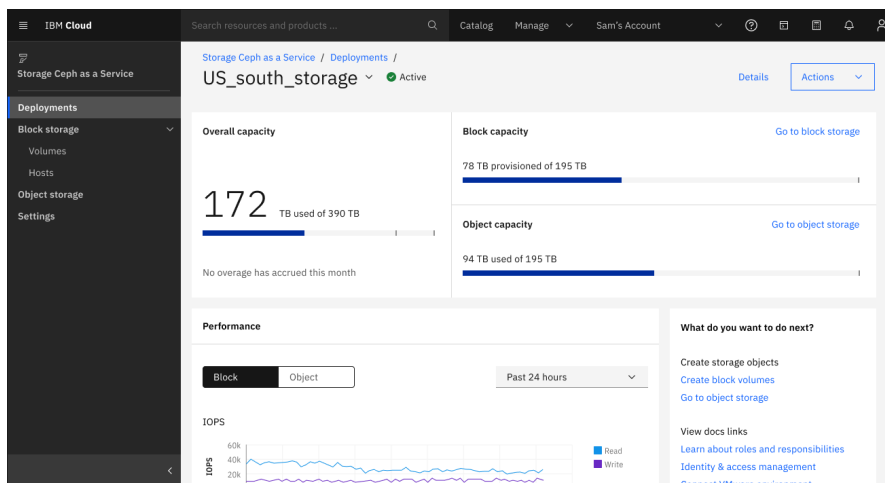 IBM Cloud
Search resources and products ...
Catalog
Manage
Sam's Account
Storage Ceph as a Service
Deployments
Block storage
Volumes
Hosts
Object storage
Settings
Storage Ceph as a Service / Deployments /
US_south_storage
Active
Details
Actions
Overall capacity
172 TB used of 390 TB
No overage has accrued this month
Block capacity
Go to block storage
78 TB provisioned of 195 TB
Object capacity
Go to object storage
94 TB used of 195 TB
Performance
Block
Object
Past 24 hours
IOPS
60k
40k
20k
IOPS
Read
Write
What do you want to do next?
Create storage objects
Create block volumes
Go to object storage
View docs links
Learn about roles and responsibilities
Identity & access management